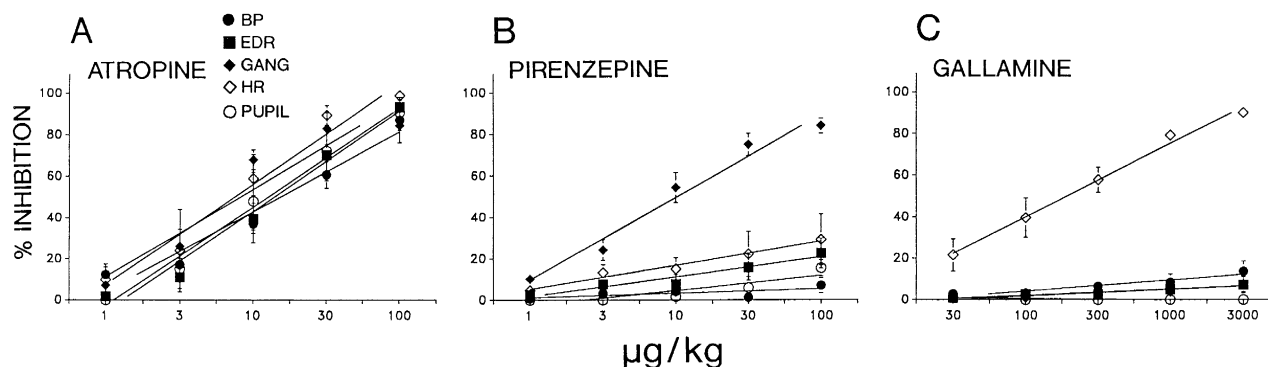 A
ATROPINE
BP
EDR
GANG
HR
PUPIL
B
PIRENZEPINE
C
GALLAMINE
% INHIBITION
100
80
60
40
20
0
1 3 10 30 100
100
80
60
40
20
0
1 3 10 30 100
100
80
60
40
20
0
30 100 300 1000 3000
µg/kg